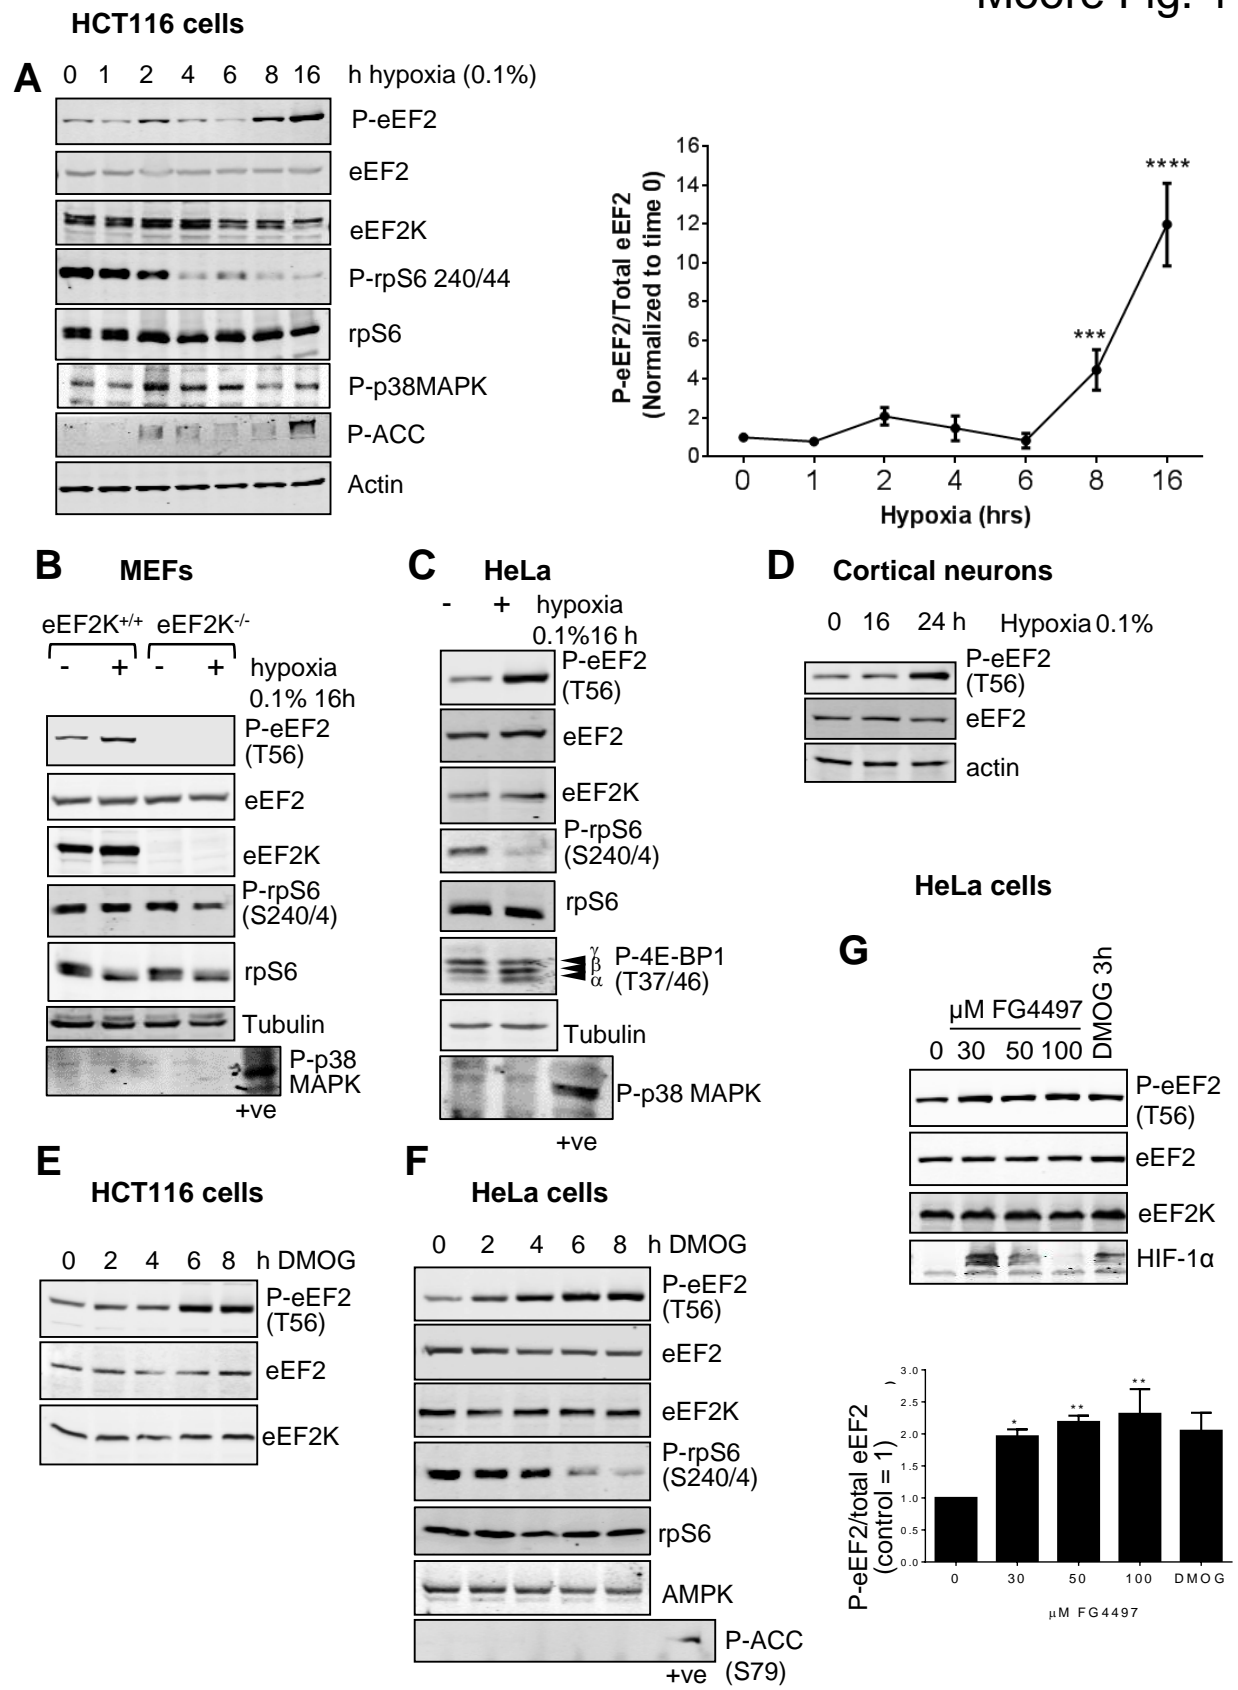 Moore Fig. 1
HCT116 cells
A
0 1 2 4 6 8 16 h hypoxia (0.1%)
P-eEF2
eEF2
eEF2K
P-rpS6 240/44
rpS6
P-p38MAPK
P-ACC
Actin
P-eEF2/Total eEF2
(Normalized to time 0)
16
14
12
10
8
6
4
2
0
***
****
0 1 2 4 6 8 16
Hypoxia (hrs)
B
MEFs
eEF2K+/+ eEF2K-/-
- + - + hypoxia
0.1% 16h
P-eEF2
(T56)
eEF2
eEF2K
P-rpS6
(S240/4)
rpS6
Tubulin
P-p38
MAPK
+ve
C
HeLa
- + hypoxia
0.1%16 h
P-eEF2
(T56)
eEF2
eEF2K
P-rpS6
(S240/4)
rpS6
γ
β
α
P-4E-BP1
(T37/46)
Tubulin
P-p38 MAPK
+ve
D
Cortical neurons
0 16 24 h Hypoxia 0.1%
P-eEF2
(T56)
eEF2
actin
E
HCT116 cells
0 2 4 6 8 h DMOG
P-eEF2
(T56)
eEF2
eEF2K
F
HeLa cells
0 2 4 6 8 h DMOG
P-eEF2
(T56)
eEF2
eEF2K
P-rpS6
(S240/4)
rpS6
AMPK
P-ACC
(S79)
+ve
HeLa cells
G
µM FG4497
0 30 50 100
DMOG 3h
P-eEF2
(T56)
eEF2
eEF2K
HIF-1α
P-eEF2/total eEF2
(control = 1)
)
3.0
2.5
2.0
1.5
1.0
0.5
0.0
*
**
**
0 30 50 100 DMOG
µM FG4497